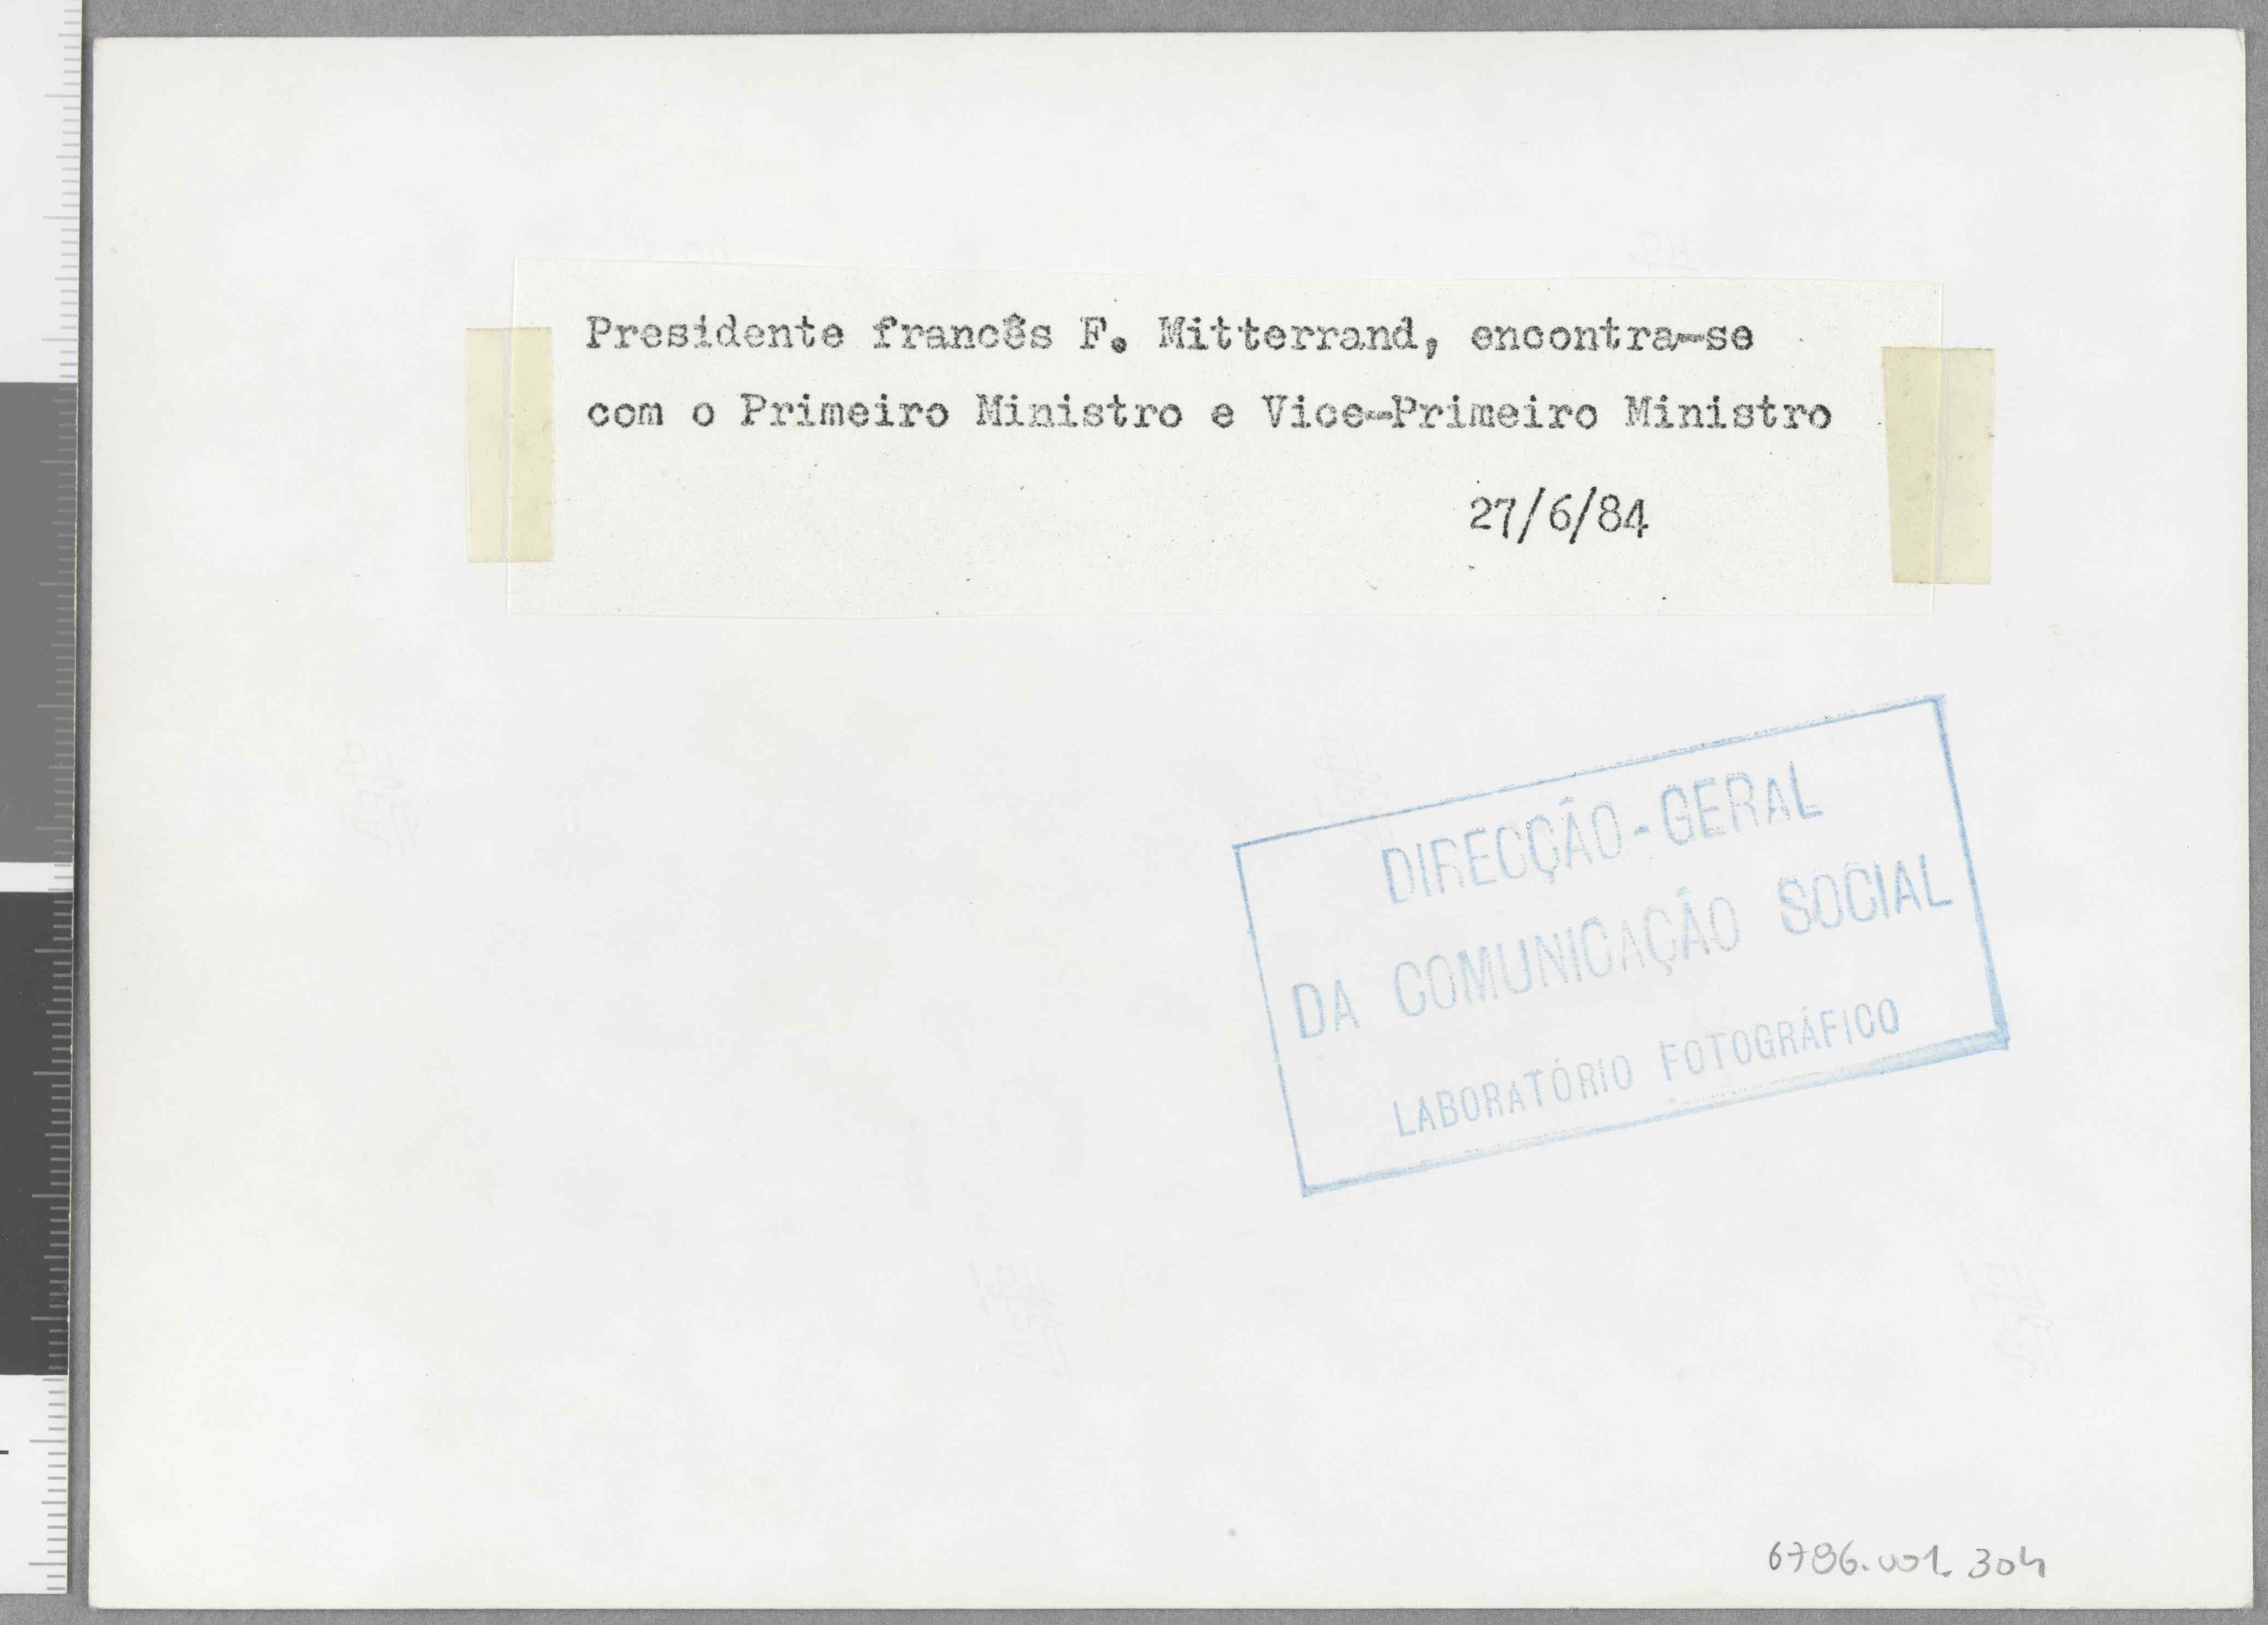 Presidente francês F. Mitterrand, encontra-se
com o Primeiro Ministro e Vice-Primeiro Ministro
27/6/84
DIRECÇÃO-GERAL
DA COMUNICAÇÃO SOCIAL
LABORATÓRIO FOTOGRÁFICO
6786.001.304